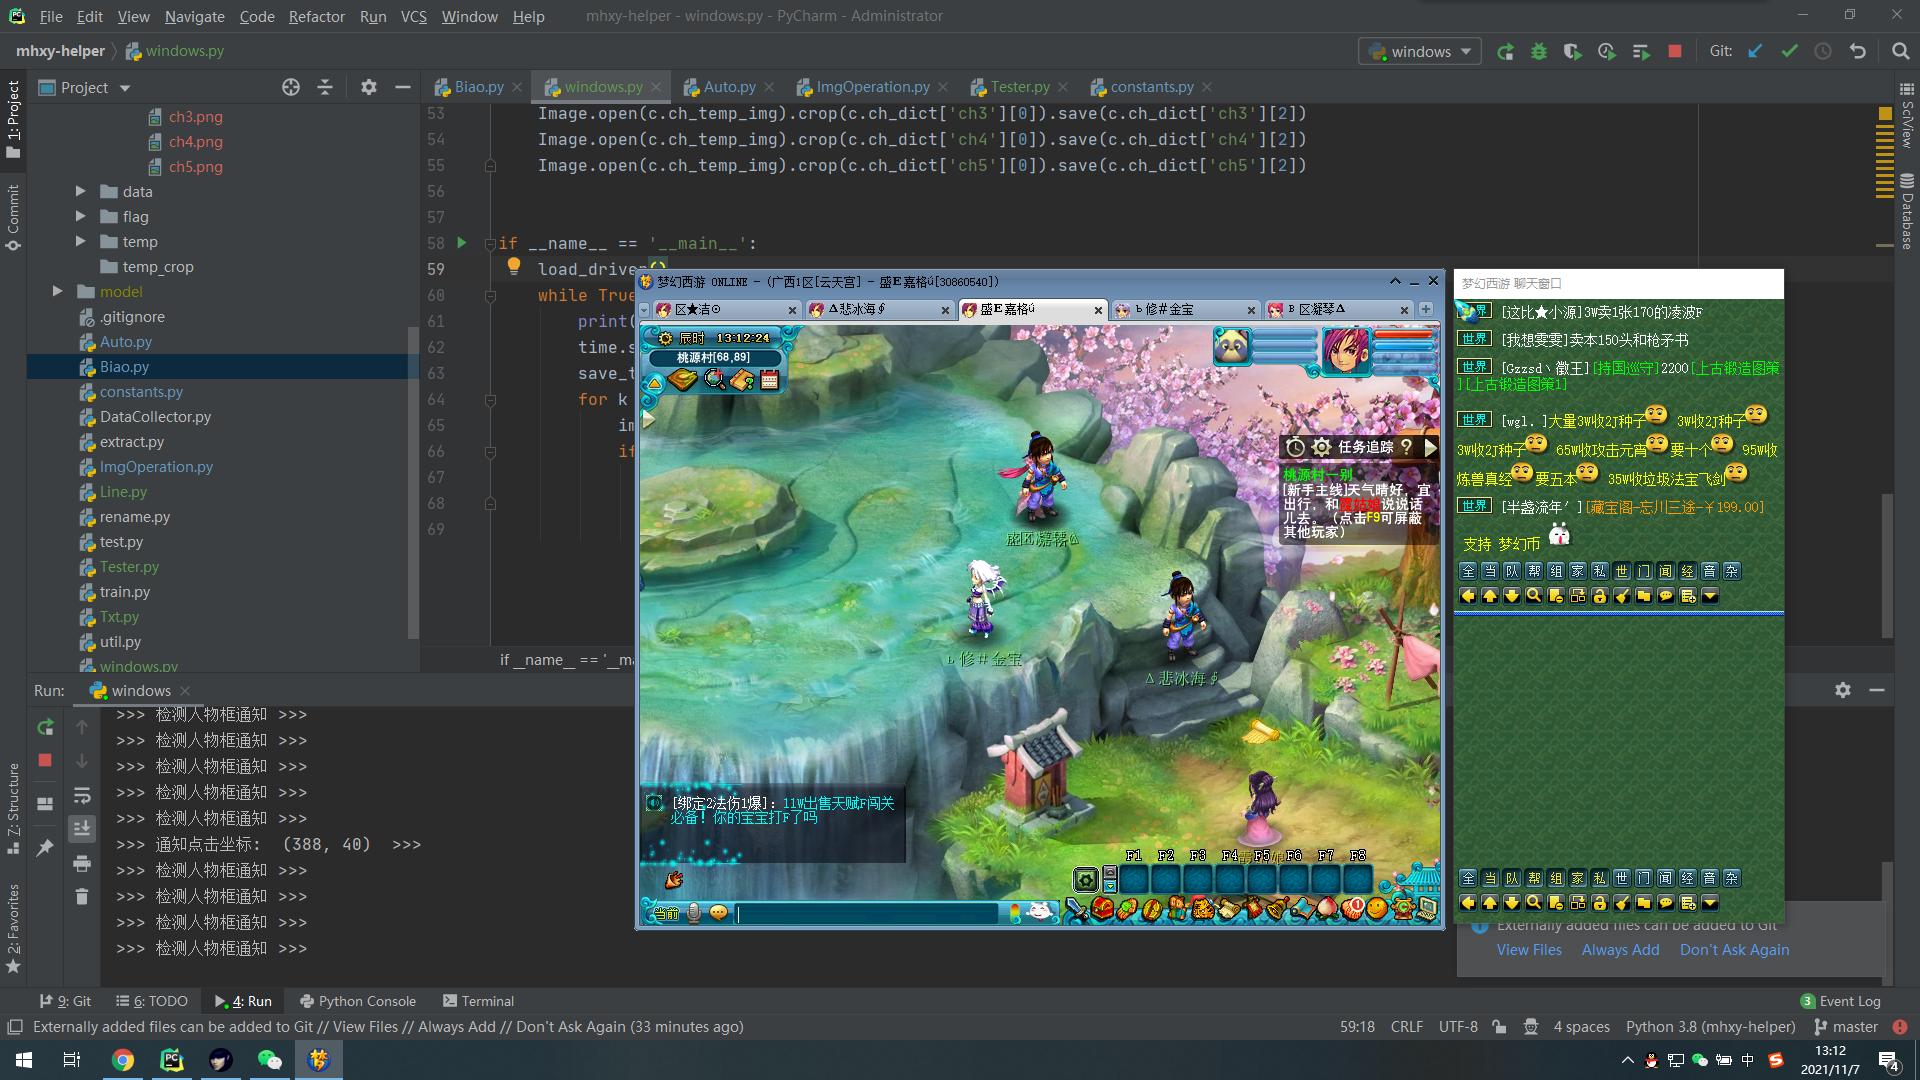 File Edit View Navigate Code Refactor Run VCS Window Help mhxy-helper - windows.py - PyCharm - Administrator
mhxy-helper windows.py
windows
Git:
1: Project
Commit
7: Structure
2: Favorites
SciView
Database
Project
ch3.png
ch4.png
ch5.png
data
flag
temp
temp_crop
model
.gitignore
Auto.py
Biao.py
constants.py
DataCollector.py
extract.py
ImgOperation.py
Line.py
rename.py
test.py
Tester.py
train.py
Txt.py
util.py
windows.py
Biao.py windows.py Auto.py ImgOperation.py Tester.py constants.py
53 Image.open(c.ch_temp_img).crop(c.ch_dict['ch3'][0]).save(c.ch_dict['ch3'][2])
54 Image.open(c.ch_temp_img).crop(c.ch_dict['ch4'][0]).save(c.ch_dict['ch4'][2])
55 Image.open(c.ch_temp_img).crop(c.ch_dict['ch5'][0]).save(c.ch_dict['ch5'][2])
56
57
58 if __name__ == '__main__':
59 load_driver()
60 while True
61 print(
62 time.s
63 save_t
64 for k
65 im
66 if
67
68
69
if __name__ == '__ma
梦幻西游 ONLINE - (广西1区[云天宫] - 盛E嘉格ú[30860540])
区★洁⊙ Δ悲冰海∮ 盛E嘉格ú ь修#金宝 B区凝琴Δ
辰时 13:12:24
桃源村[68,89]
任务追踪 ?
桃源村一别
[新手主线]天气晴好，宜
出行，和霞姑娘说说话
儿去。（点击F9可屏蔽
其他玩家）
ь修#金宝
Δ悲冰海∮
[绑定2法伤1爆]：11W出售天赋F闯关
必备！你的宝宝打F了吗
F1 F2 F3 F4 F5 F6 F7 F8
当前
梦幻西游 聊天窗口
世界 [这比★小源]3W卖1张170的凌波F
世界 [我想雯雯]卖本150头和枪矛书
世界 [Gzzsd丶徽王][持国巡守]2200[上古锻造图策
][上古锻造图策1]
世界 [wgl.]大量3W收2J种子 3W收2J种子
3W收2J种子 65W收攻击元宵 要十个 95W收
炼兽真经 要五本 35W收垃圾法宝飞剑
世界 [半盏流年′][藏宝阁-忘川三途-￥199.00]
支持 梦幻币
全 当 队 帮 组 家 私 世 门 闻 经 音 杂
全 当 队 帮 组 家 私 世 门 闻 经 音 杂
Run: windows
>>> 检测人物框通知 >>>
>>> 检测人物框通知 >>>
>>> 检测人物框通知 >>>
>>> 检测人物框通知 >>>
>>> 检测人物框通知 >>>
>>> 通知点击坐标: (388, 40) >>>
>>> 检测人物框通知 >>>
>>> 检测人物框通知 >>>
>>> 检测人物框通知 >>>
>>> 检测人物框通知 >>>
Externally added files can be added to Git
View Files Always Add Don't Ask Again
9: Git 6: TODO 4: Run Python Console Terminal 3 Event Log
Externally added files can be added to Git // View Files // Always Add // Don't Ask Again (33 minutes ago)
59:18 CRLF UTF-8 4 spaces Python 3.8 (mhxy-helper) master
中
13:12
2021/11/7
4